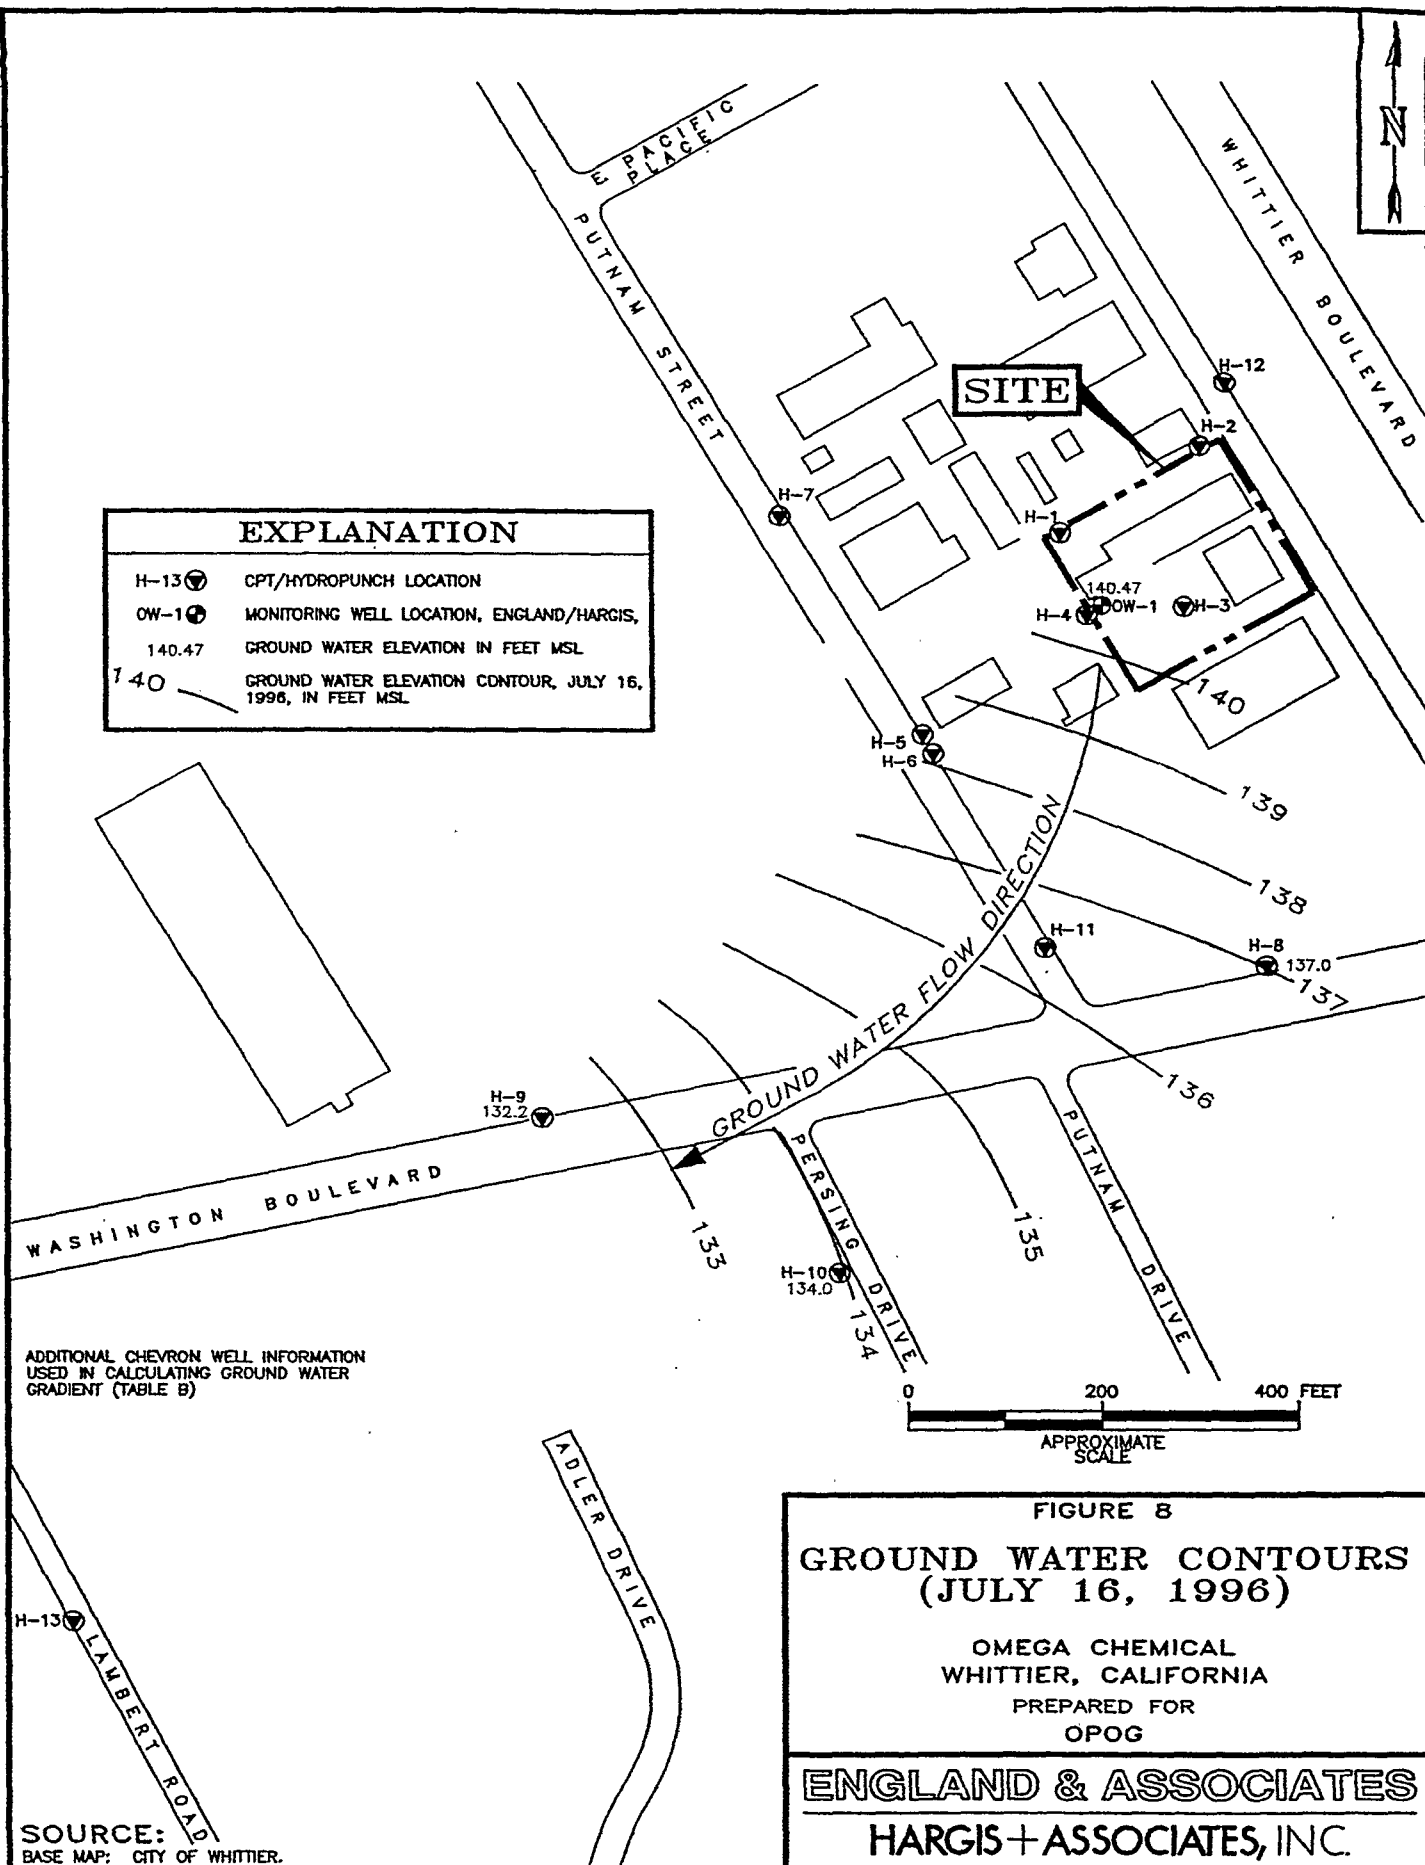 N
E PACIFIC
PLACE
PUTNAM STREET
WHITTIER BOULEVARD
SITE
H-12
H-2
H-7
H-1
140.47
OW-1
H-3
H-4
EXPLANATION
H-13 CPT/HYDROPUNCH LOCATION
OW-1 MONITORING WELL LOCATION, ENGLAND/HARGIS,
140.47 GROUND WATER ELEVATION IN FEET MSL
140 GROUND WATER ELEVATION CONTOUR, JULY 16,
1996, IN FEET MSL
140
H-5
H-6
139
138
GROUND WATER FLOW DIRECTION
H-11
H-8
137.0
137
136
H-9
132.2
WASHINGTON BOULEVARD
PERSING DRIVE
PUTNAM DRIVE
133
135
H-10
134.0
134
ADDITIONAL CHEVRON WELL INFORMATION
USED IN CALCULATING GROUND WATER
GRADIENT (TABLE B)
0 200 400 FEET
APPROXIMATE
SCALE
ADLER DRIVE
H-13
LAMBERT ROAD
FIGURE 8
GROUND WATER CONTOURS
(JULY 16, 1996)
OMEGA CHEMICAL
WHITTIER, CALIFORNIA
PREPARED FOR
OPOG
ENGLAND & ASSOCIATES
HARGIS+ASSOCIATES, INC.
SOURCE:
BASE MAP: CITY OF WHITTIER.